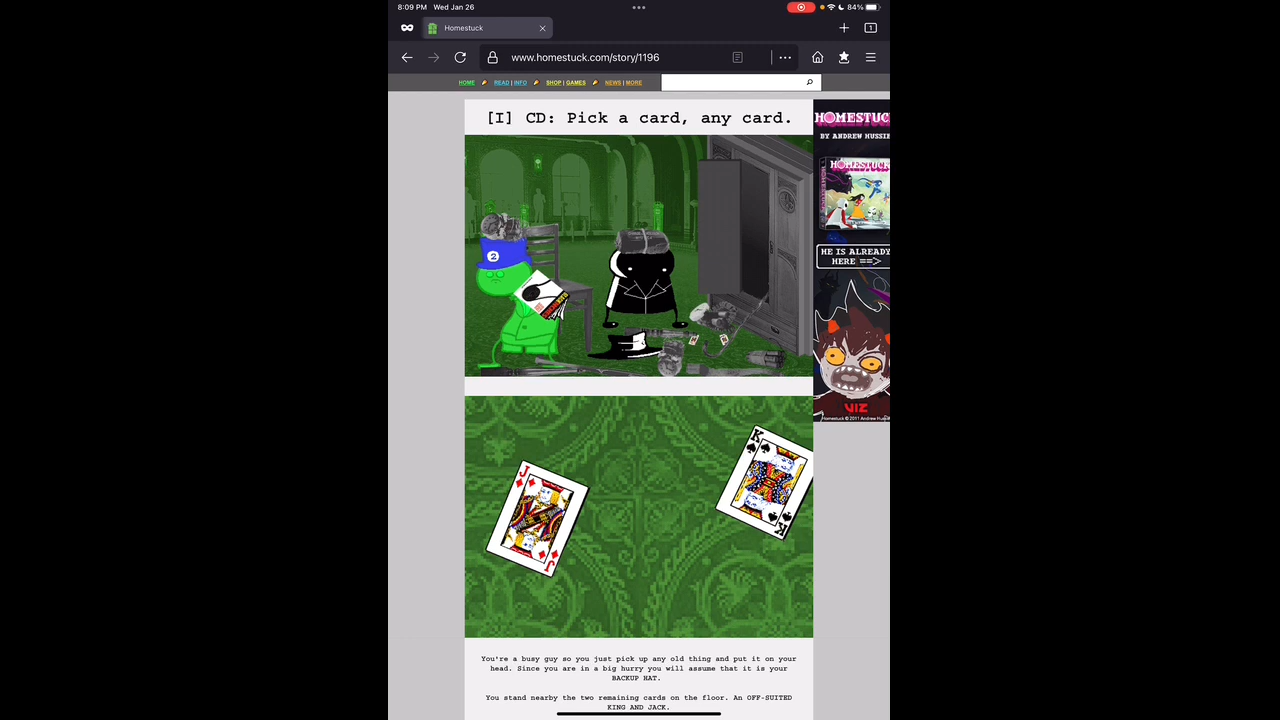 8:09 PM Wed Jan 26
84%
Homestuck
1
www.homestuck.com/story/1196
HOME READ | INFO SHOP | GAMES NEWS | MORE
[I] CD: Pick a card, any card.
HOMESTUC
BY ANDREW HUSSIE
HOMESTUCK
2
HE IS ALREADY
HERE ==>
VIZ
K
K
J
J
You're a busy guy so you just pick up any old thing and put it on your
head. Since you are in a big hurry you will assume that it is your
BACKUP HAT.
You stand nearby the two remaining cards on the floor. An OFF-SUITED
KING AND JACK.